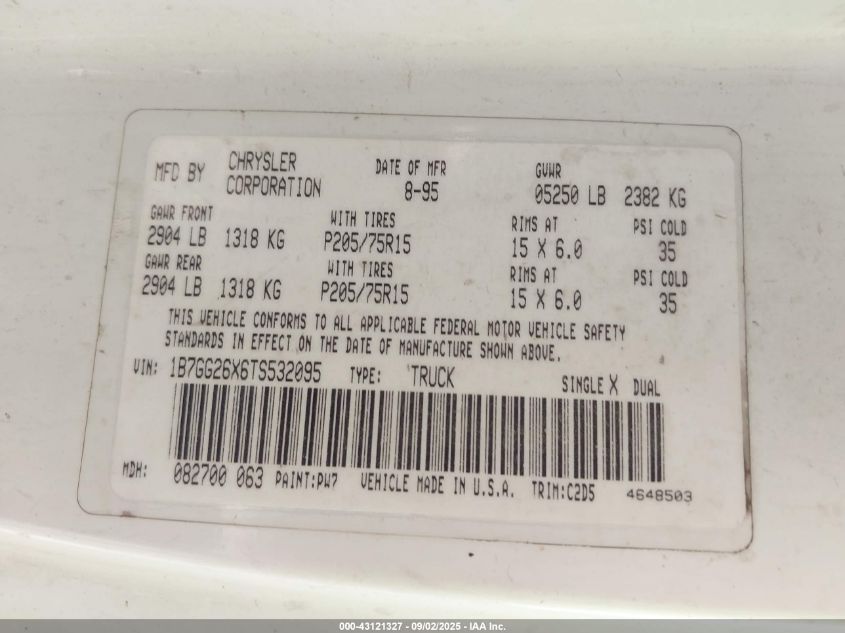 MFD BY CHRYSLER CORPORATION DATE OF MFR 8-95 GVWR 05250 LB 2382 KG
GAWR FRONT WITH TIRES RIMS AT PSI COLD
2904 LB 1318 KG P205/75R15 15 X 6.0 35
GAWR REAR WITH TIRES RIMS AT PSI COLD
2904 LB 1318 KG P205/75R15 15 X 6.0 35
THIS VEHICLE CONFORMS TO ALL APPLICABLE FEDERAL MOTOR VEHICLE SAFETY
STANDARDS IN EFFECT ON THE DATE OF MANUFACTURE SHOWN ABOVE.
VIN: 1B7GG26X6TS532095 TYPE: TRUCK SINGLE X DUAL
MDH: 082700 063 PAINT:PW7 VEHICLE MADE IN U.S.A. TRIM:C2D5 4648503
000-43121327 - 09/02/2025 - IAA Inc.